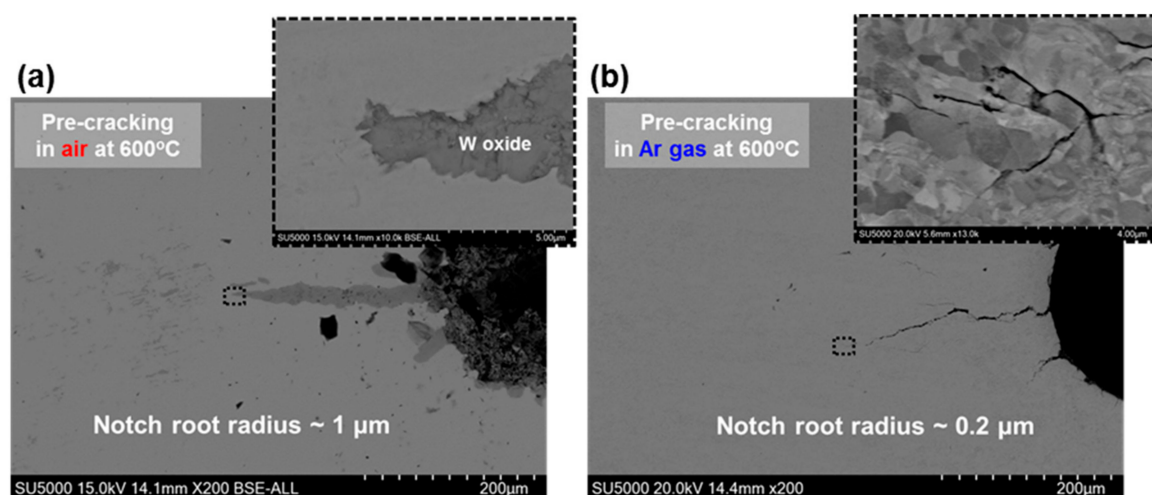 (a)
Pre-cracking
in air at 600°C
W oxide
SU5000 15.0kV 14.1mm x10.0k BSE-ALL 5.00µm
Notch root radius ~ 1 µm
SU5000 15.0kV 14.1mm X200 BSE-ALL 200µm
(b)
Pre-cracking
in Ar gas at 600°C
SU5000 20.0kV 5.6mm x13.0k 4.00µm
Notch root radius ~ 0.2 µm
SU5000 20.0kV 14.4mm x200 200µm